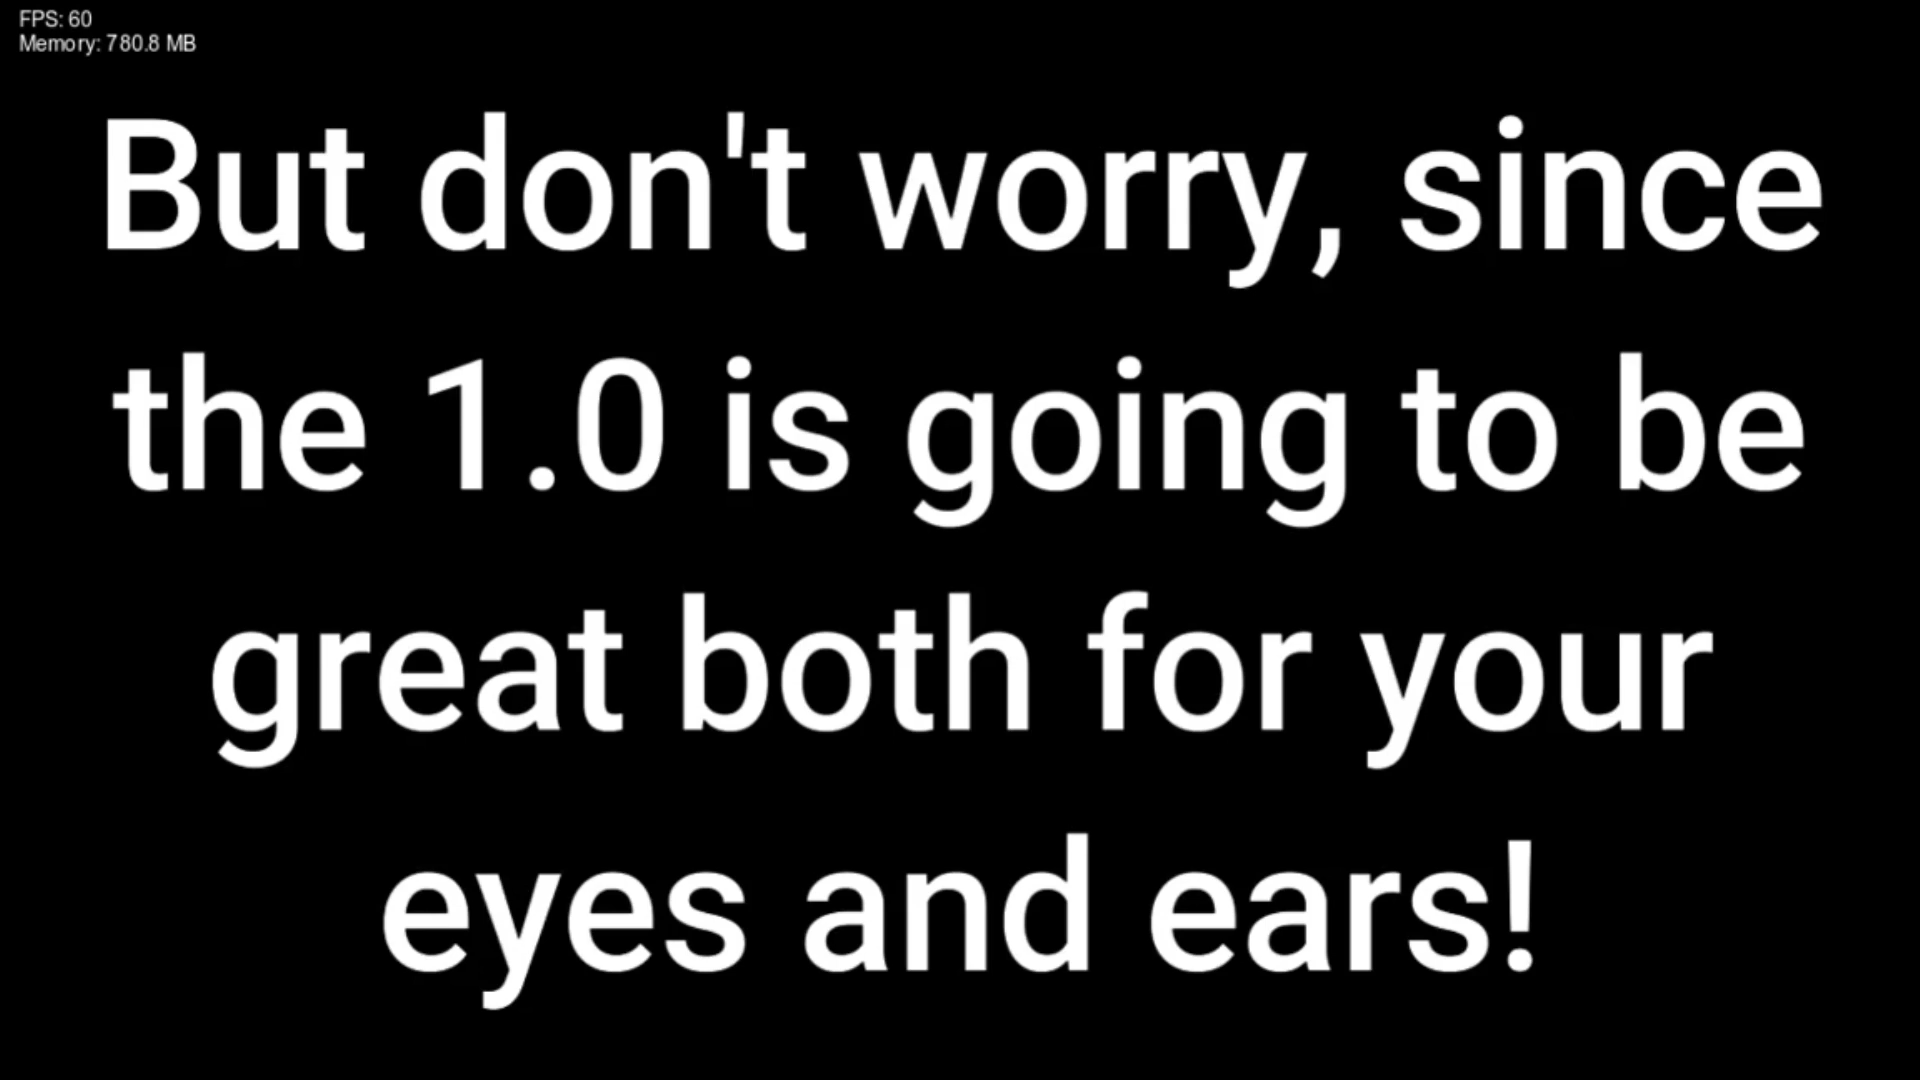 FPS: 60
Memory: 780.8 MB
But don't worry, since
the 1.0 is going to be
great both for your
eyes and ears!